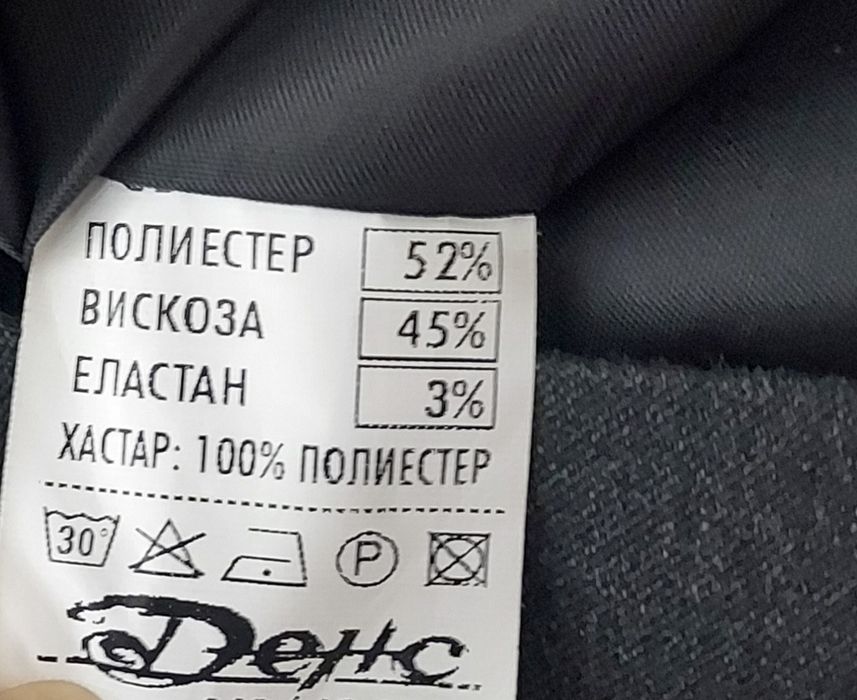 ПОЛИЕСТЕР 52%
ВИСКОЗА 45%
ЕЛАСТАН 3%
ХАСТАР: 100% ПОЛИЕСТЕР
30° P
Денс